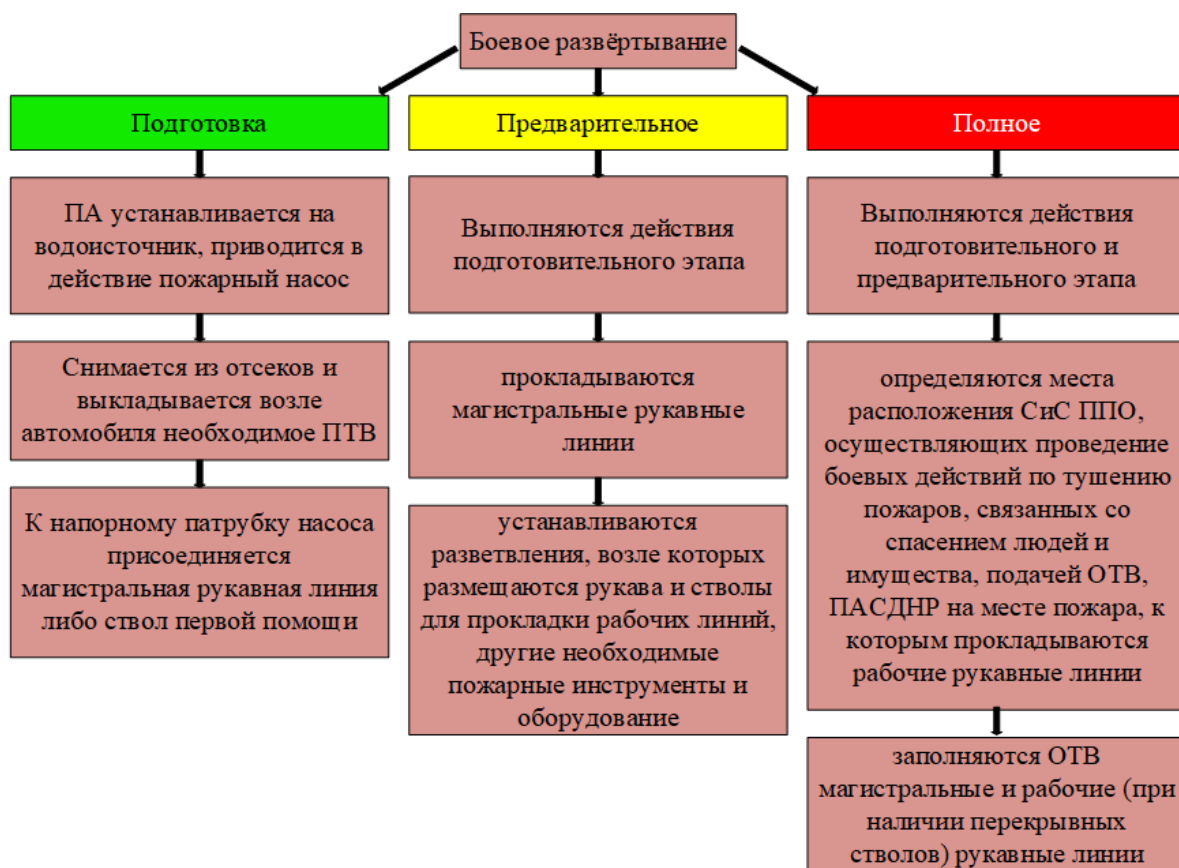 Боевое развёртывание
Подготовка
ПА устанавливается на
водоисточник, приводится в
действие пожарный насос
Снимается из отсеков и
выкладывается возле
автомобиля необходимое ПТВ
К напорному патрубку насоса
присоединяется
магистральная рукавная линия
либо ствол первой помощи
Предварительное
Выполняются действия
подготовительного этапа
прокладываются
магистральные рукавные
линии
устанавливаются
разветвления, возле которых
размещаются рукава и стволы
для прокладки рабочих линий,
другие необходимые
пожарные инструменты и
оборудование
Полное
Выполняются действия
подготовительного и
предварительного этапа
определяются места
расположения СиС ППО,
осуществляющих проведение
боевых действий по тушению
пожаров, связанных со
спасением людей и
имущества, подачей ОТВ,
ПАСДНР на месте пожара, к
которым прокладываются
рабочие рукавные линии
заполняются ОТВ
магистральные и рабочие (при
наличии перекрывных
стволов) рукавные линии